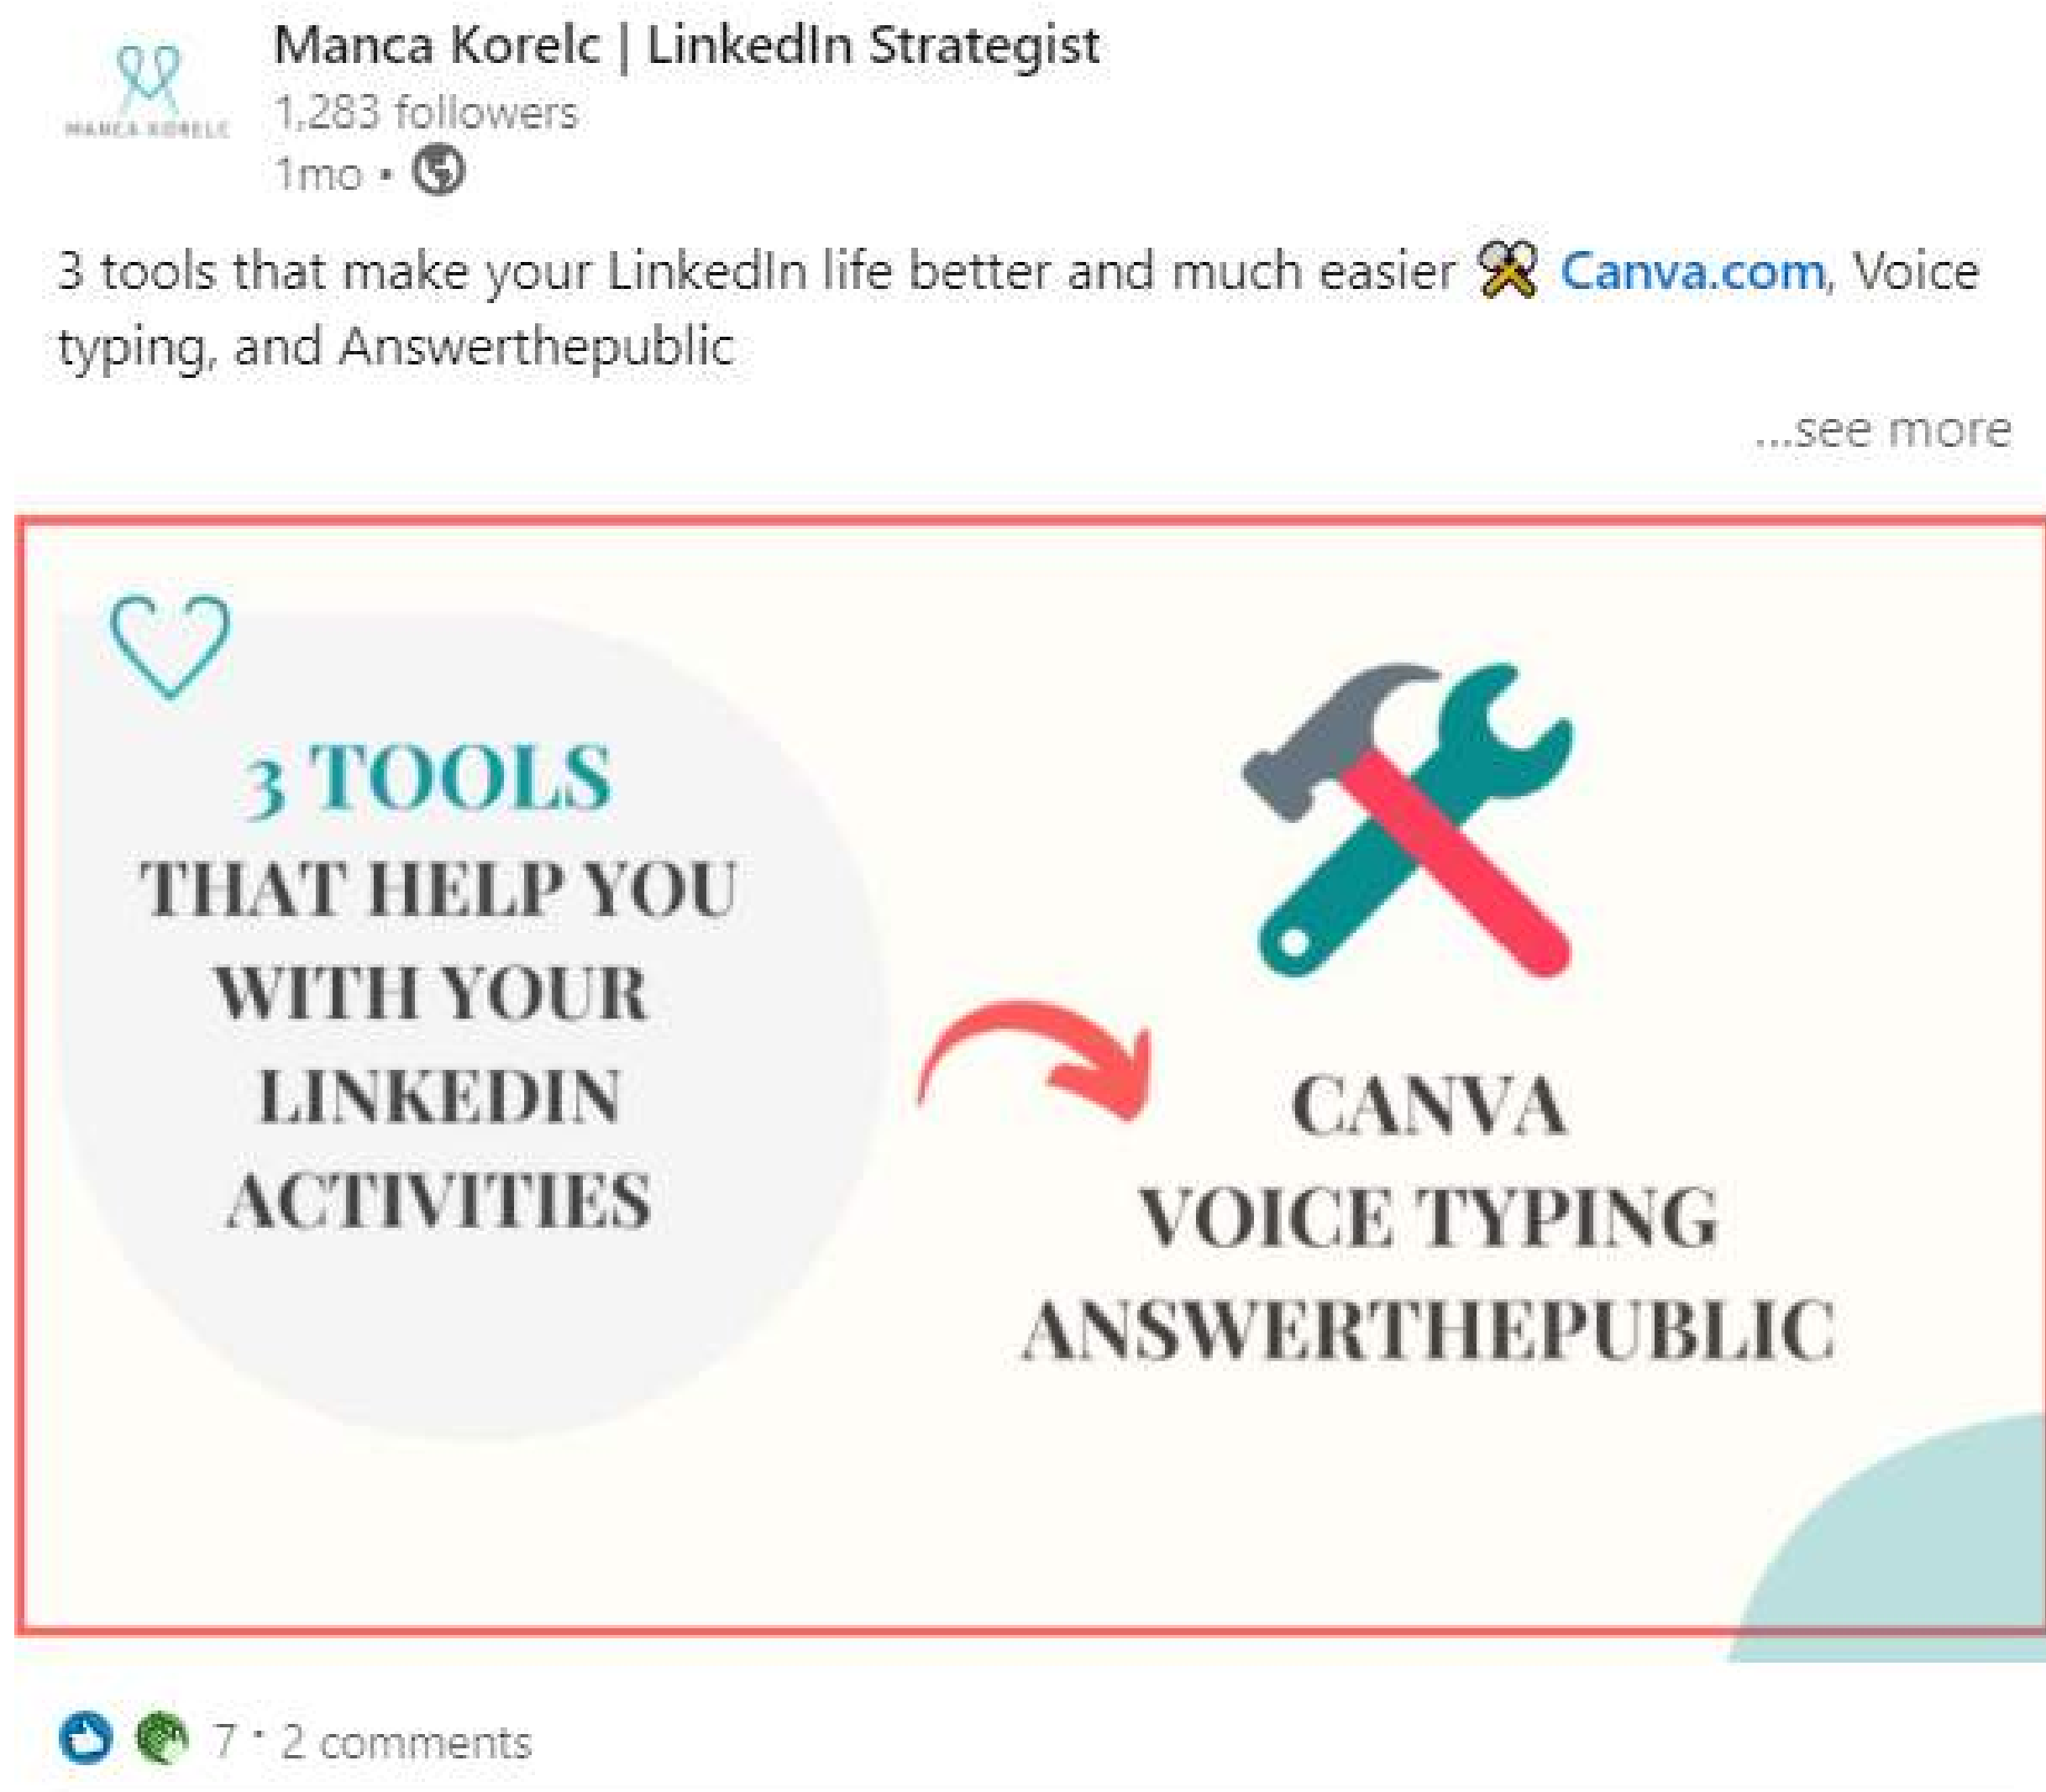 Manca Korelc | LinkedIn Strategist
MANCA KORELC
1,283 followers
1mo •
3 tools that make your LinkedIn life better and much easier Canva.com, Voice
typing, and Answerthepublic
...see more
3 TOOLS
THAT HELP YOU
WITH YOUR
LINKEDIN
ACTIVITIES
CANVA
VOICE TYPING
ANSWERTHEPUBLIC
7 · 2 comments